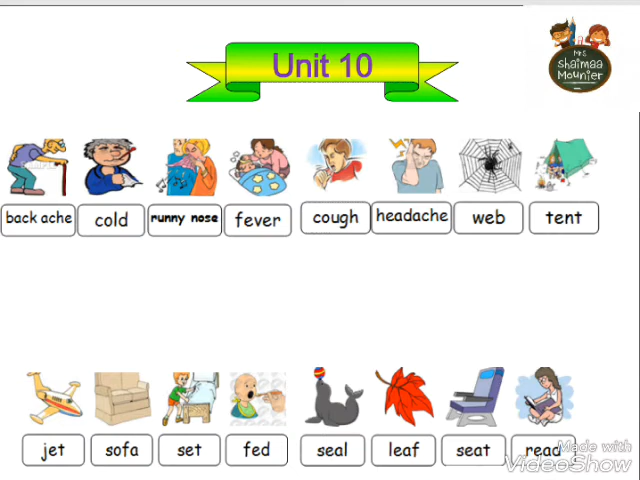 Mrs.
Shaimaa
Mounier
Unit 10
back ache
cold
runny nose
fever
cough
headache
web
tent
jet
sofa
set
fed
seal
leaf
seat
read
Made with
VideoShow